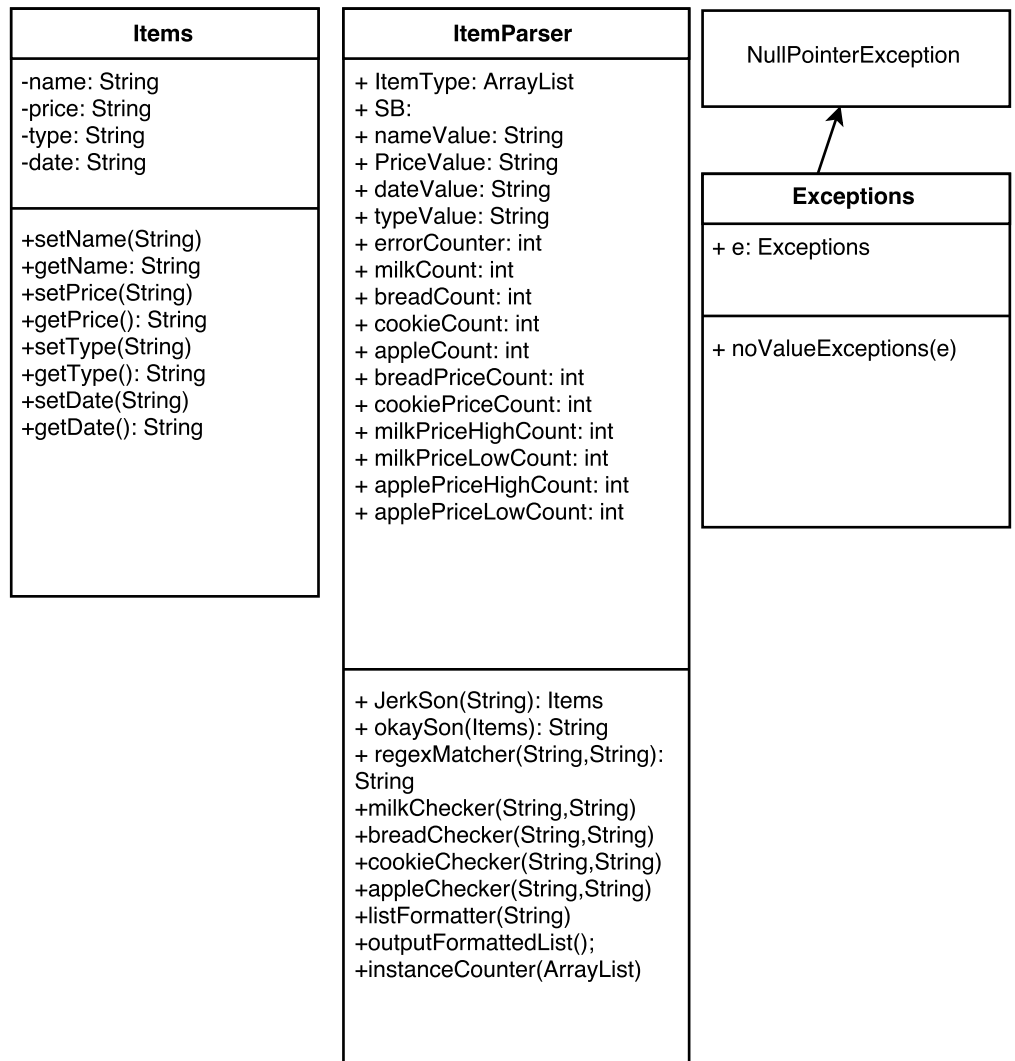 Items
-name: String
-price: String
-type: String
-date: String
+setName(String)
+getName: String
+setPrice(String)
+getPrice(): String
+setType(String)
+getType(): String
+setDate(String)
+getDate(): String
ItemParser
+ ItemType: ArrayList
+ SB:
+ nameValue: String
+ PriceValue: String
+ dateValue: String
+ typeValue: String
+ errorCounter: int
+ milkCount: int
+ breadCount: int
+ cookieCount: int
+ appleCount: int
+ breadPriceCount: int
+ cookiePriceCount: int
+ milkPriceHighCount: int
+ milkPriceLowCount: int
+ applePriceHighCount: int
+ applePriceLowCount: int
+ JerkSon(String): Items
+ okaySon(Items): String
+ regexMatcher(String,String):
String
+milkChecker(String,String)
+breadChecker(String,String)
+cookieChecker(String,String)
+appleChecker(String,String)
+listFormatter(String)
+outputFormattedList();
+instanceCounter(ArrayList)
NullPointerException
Exceptions
+ e: Exceptions
+ noValueExceptions(e)